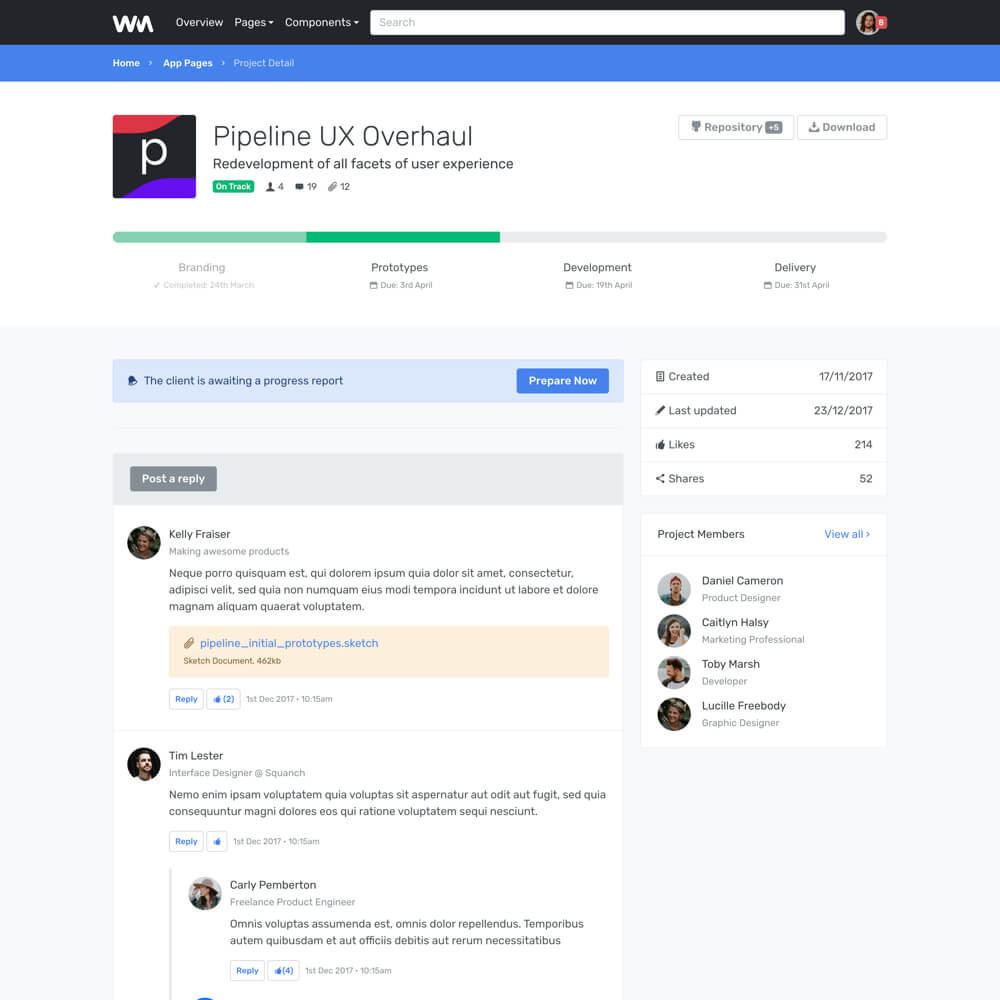 WM
Overview Pages Components Search 8
Home › App Pages › Project Detail
p
Pipeline UX Overhaul
Redevelopment of all facets of user experience
On Track 4 19 12
Repository +5 Download
Branding Prototypes Development Delivery
✓ Completed: 24th March Due: 3rd April Due: 19th April Due: 31st April
The client is awaiting a progress report Prepare Now
Post a reply
Kelly Fraiser
Making awesome products
Neque porro quisquam est, qui dolorem ipsum quia dolor sit amet, consectetur,
adipisci velit, sed quia non numquam eius modi tempora incidunt ut labore et dolore
magnam aliquam quaerat voluptatem.
pipeline_initial_prototypes.sketch
Sketch Document, 462kb
Reply (2) 1st Dec 2017 • 10:15am
Tim Lester
Interface Designer @ Squanch
Nemo enim ipsam voluptatem quia voluptas sit aspernatur aut odit aut fugit, sed quia
consequuntur magni dolores eos qui ratione voluptatem sequi nesciunt.
Reply 1st Dec 2017 • 10:15am
Carly Pemberton
Freelance Product Engineer
Omnis voluptas assumenda est, omnis dolor repellendus. Temporibus
autem quibusdam et aut officiis debitis aut rerum necessitatibus
Reply (4) 1st Dec 2017 • 10:15am
Created 17/11/2017
Last updated 23/12/2017
Likes 214
Shares 52
Project Members View all ›
Daniel Cameron
Product Designer
Caitlyn Halsy
Marketing Professional
Toby Marsh
Developer
Lucille Freebody
Graphic Designer